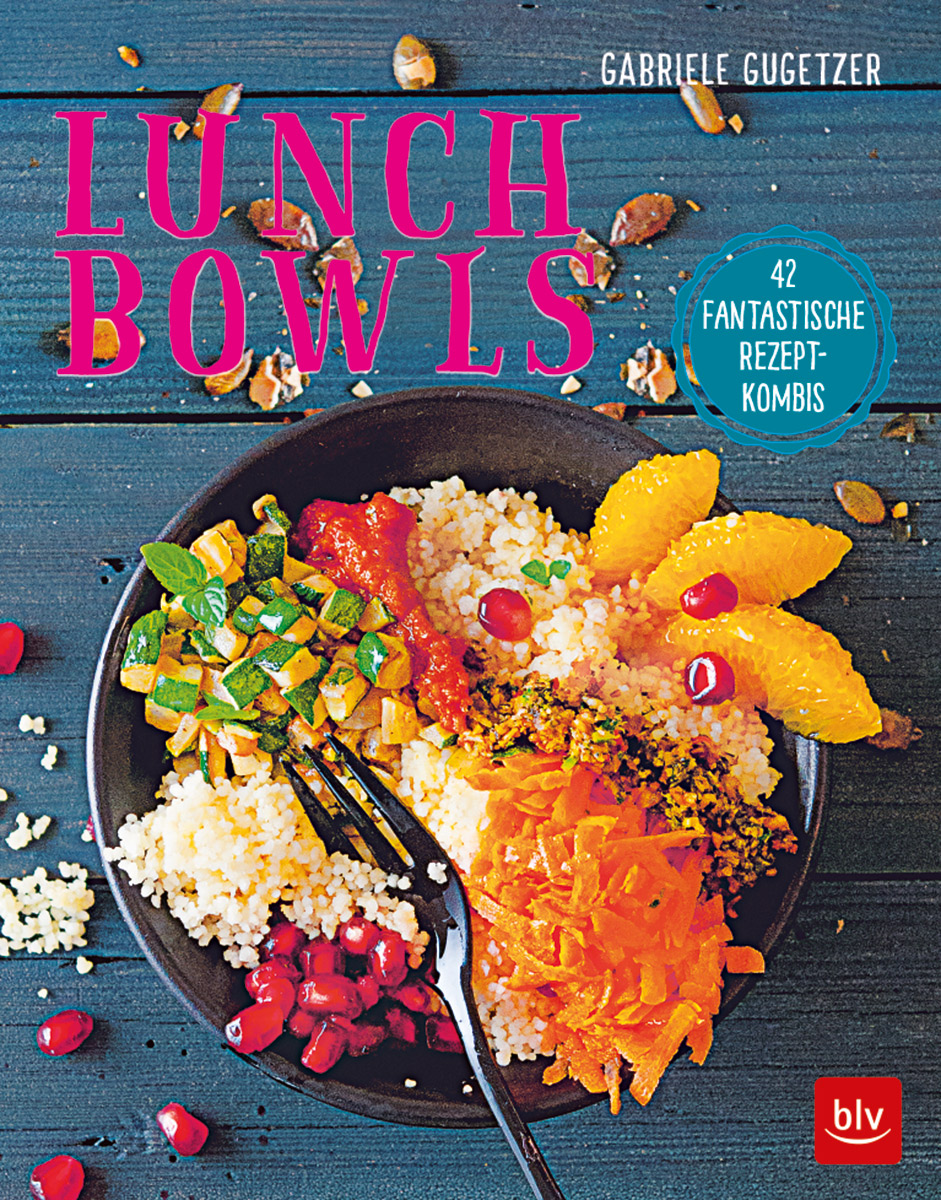 GABRIELE GUGETZER
LUNCH
BOWLS
42
FANTASTISCHE
REZEPT-
KOMBIS
blv